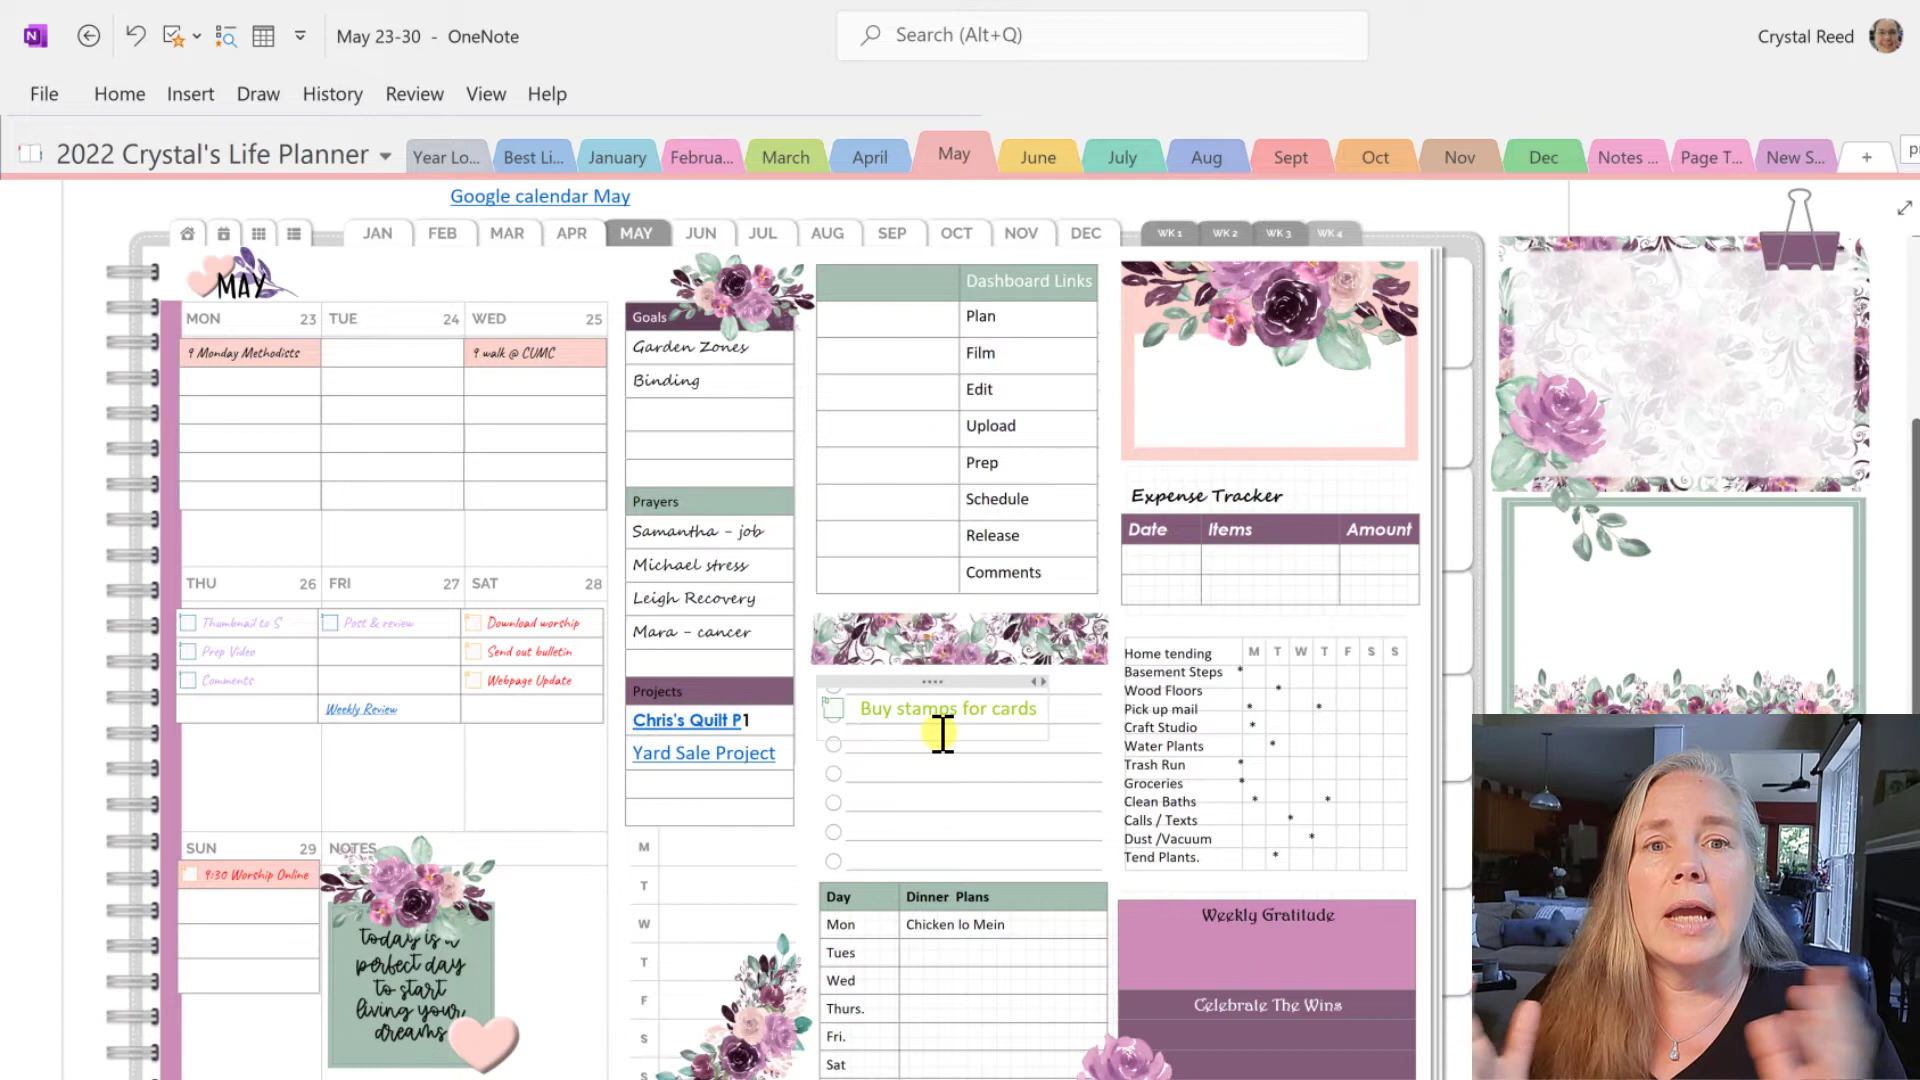 May 23-30 - OneNote
Search (Alt+Q)
Crystal Reed
File Home Insert Draw History Review View Help
2022 Crystal's Life Planner
Year Lo... Best Li... January Februa... March April May June July Aug Sept Oct Nov Dec Notes ... Page T... New S... +
Google calendar May
JAN FEB MAR APR MAY JUN JUL AUG SEP OCT NOV DEC WK 1 WK 2 WK 3 WK 4
MAY
MON 23 TUE 24 WED 25
9 Monday Methodists
9 walk @ CUMC
THU 26 FRI 27 SAT 28
Thumbnail to S
Post & review
Download worship
Prep Video
Send out bulletin
Comments
Webpage Update
Weekly Review
SUN 29 NOTES
9:30 Worship Online
today is a
perfect day
to start
living your
dreams
Goals
Garden Zones
Binding
Prayers
Samantha - job
Michael stress
Leigh Recovery
Mara - cancer
Projects
Chris's Quilt P1
Yard Sale Project
M
T
W
T
F
S
S
Dashboard Links
Plan
Film
Edit
Upload
Prep
Schedule
Release
Comments
Buy stamps for cards
Day Dinner Plans
Mon Chicken lo Mein
Tues
Wed
Thurs.
Fri.
Sat
Expense Tracker
Date Items Amount
Home tending M T W T F S S
Basement Steps *
Wood Floors *
Pick up mail * *
Craft Studio *
Water Plants *
Trash Run *
Groceries *
Clean Baths * *
Calls / Texts *
Dust /Vacuum *
Tend Plants. *
Weekly Gratitude
Celebrate The Wins